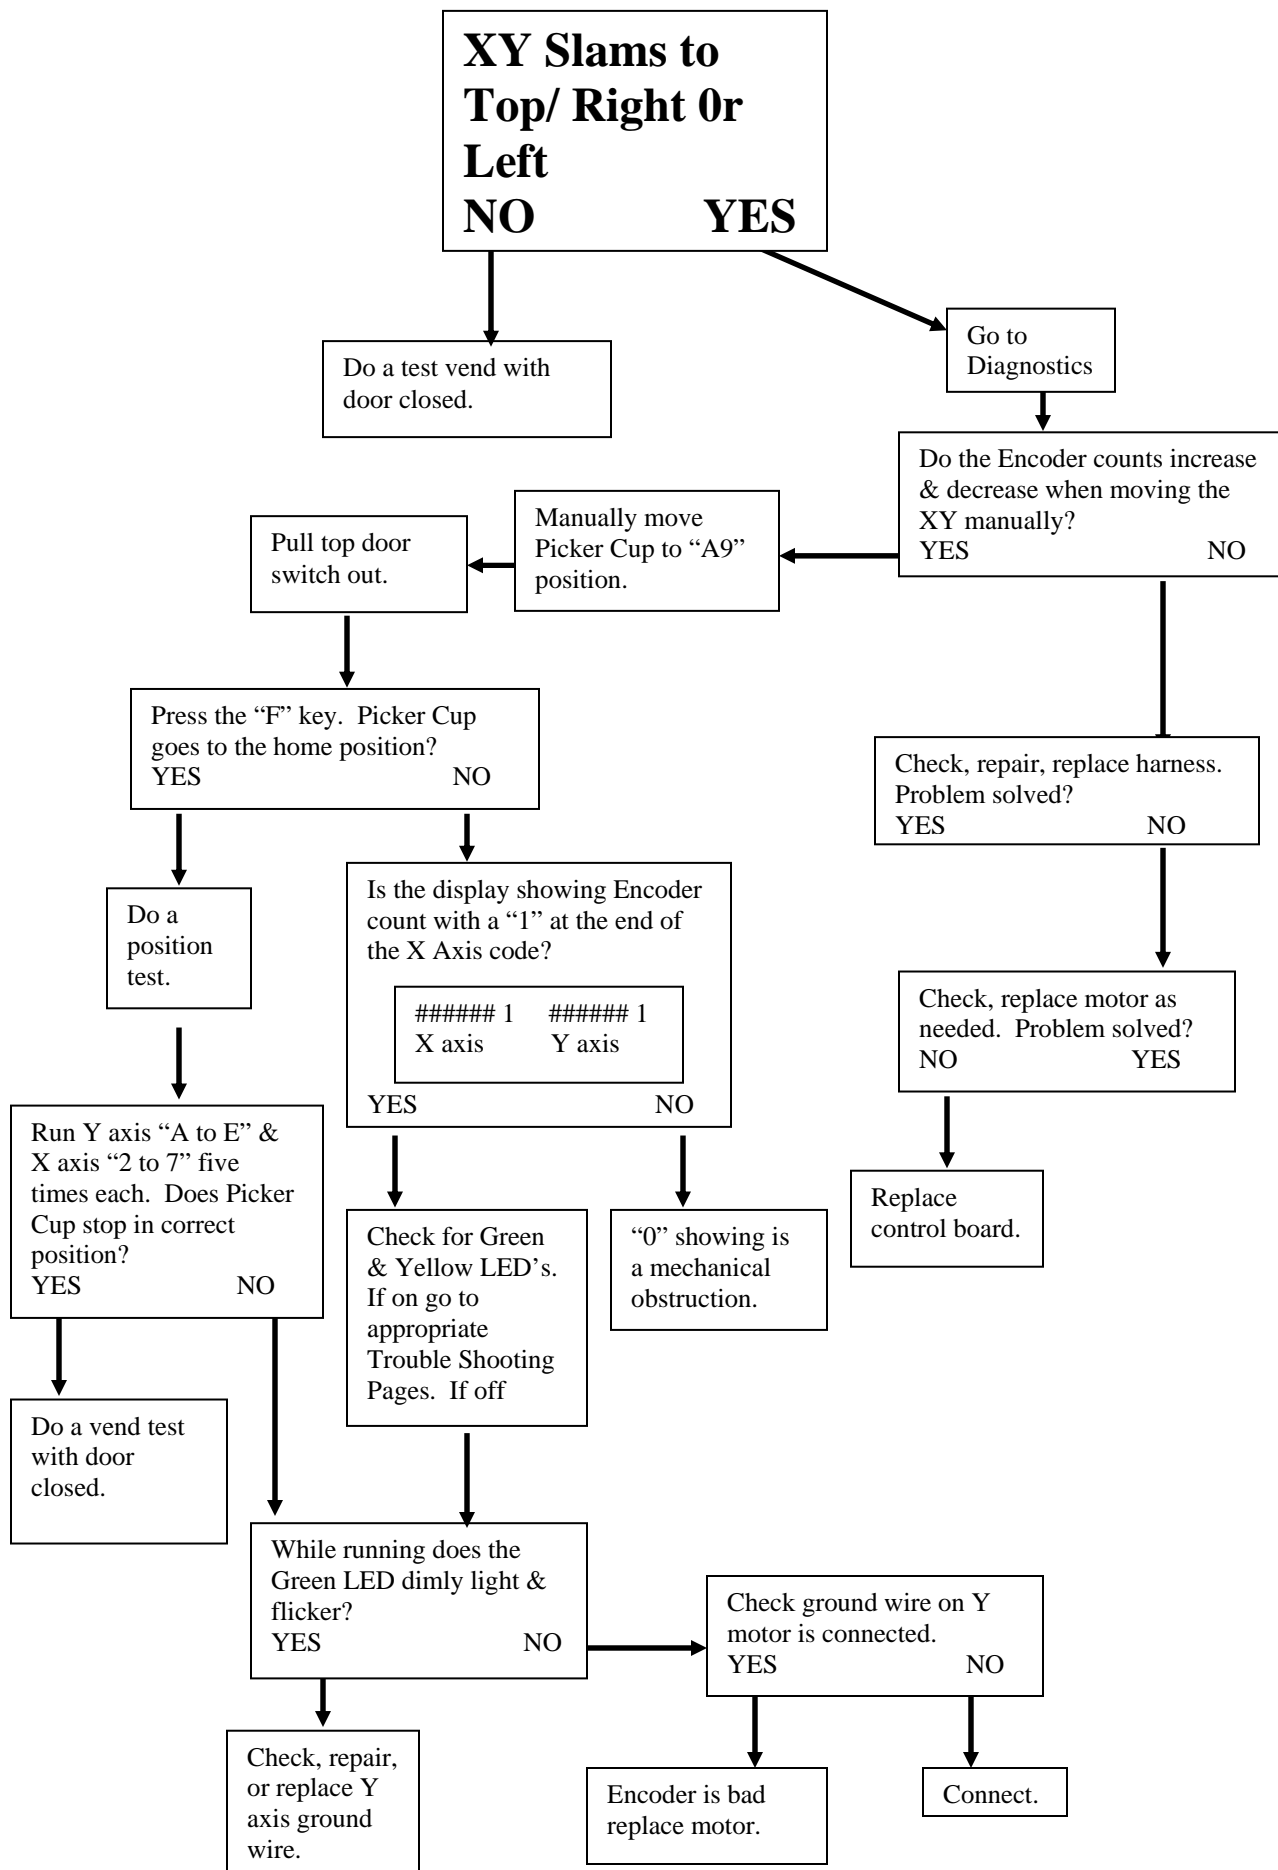 XY Slams to
Top/ Right 0r
Left
NO YES
Do a test vend with
door closed.
Go to
Diagnostics
Do the Encoder counts increase
& decrease when moving the
XY manually?
YES NO
Manually move
Picker Cup to “A9”
position.
Pull top door
switch out.
Press the “F” key. Picker Cup
goes to the home position?
YES NO
Check, repair, replace harness.
Problem solved?
YES NO
Do a
position
test.
Is the display showing Encoder
count with a “1” at the end of
the X Axis code?
###### 1 ###### 1
X axis Y axis
YES NO
Check, replace motor as
needed. Problem solved?
NO YES
Run Y axis “A to E” &
X axis “2 to 7” five
times each. Does Picker
Cup stop in correct
position?
YES NO
Replace
control board.
Check for Green
& Yellow LED’s.
If on go to
appropriate
Trouble Shooting
Pages. If off
“0” showing is
a mechanical
obstruction.
Do a vend test
with door
closed.
While running does the
Green LED dimly light &
flicker?
YES NO
Check ground wire on Y
motor is connected.
YES NO
Check, repair,
or replace Y
axis ground
wire.
Encoder is bad
replace motor.
Connect.